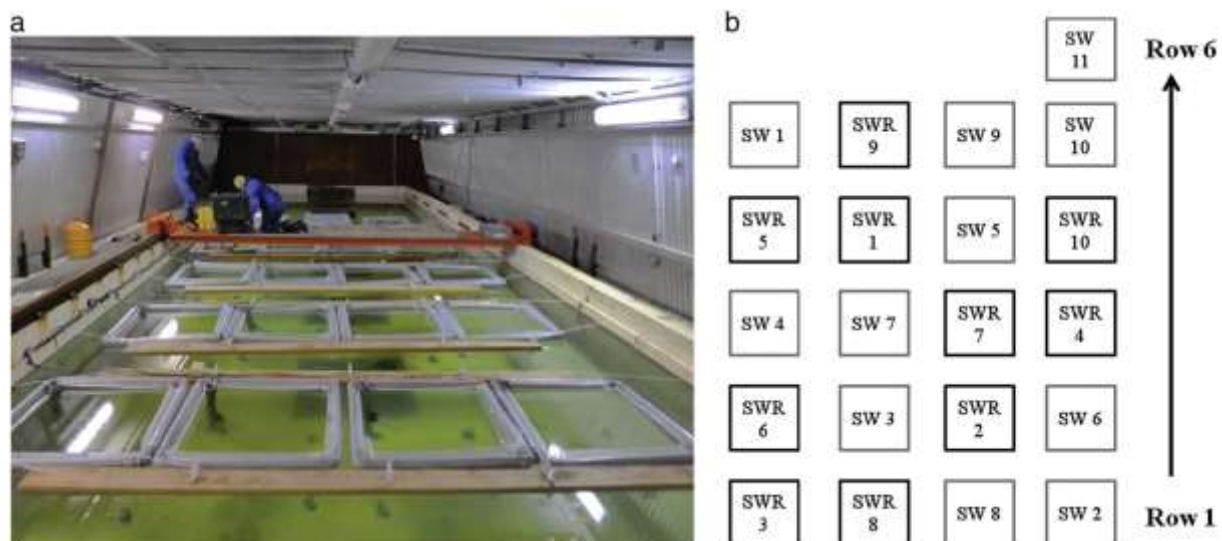 a
b
SW
11
Row 6
SW 1
SWR
9
SW 9
SW
10
SWR
5
SWR
1
SW 5
SWR
10
SW 4
SW 7
SWR
7
SWR
4
SWR
6
SW 3
SWR
2
SW 6
SWR
3
SWR
8
SW 8
SW 2
Row 1